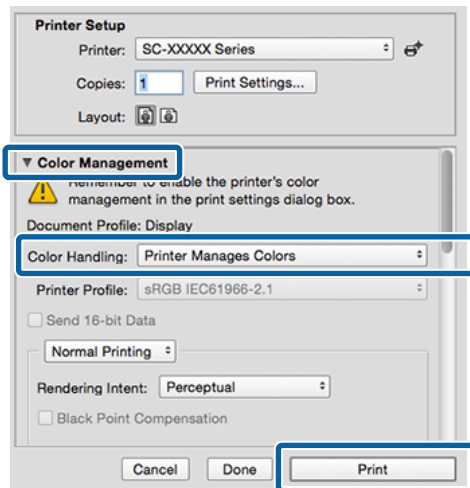 Printer Setup
Printer: SC-XXXXX Series
Copies: 1 Print Settings...
Layout:
Color Management
Remember to enable the printer's color
management in the print settings dialog box.
Document Profile: Display
Color Handling: Printer Manages Colors
Printer Profile: sRGB IEC61966-2.1
Send 16-bit Data
Normal Printing
Rendering Intent: Perceptual
Black Point Compensation
Cancel Done Print